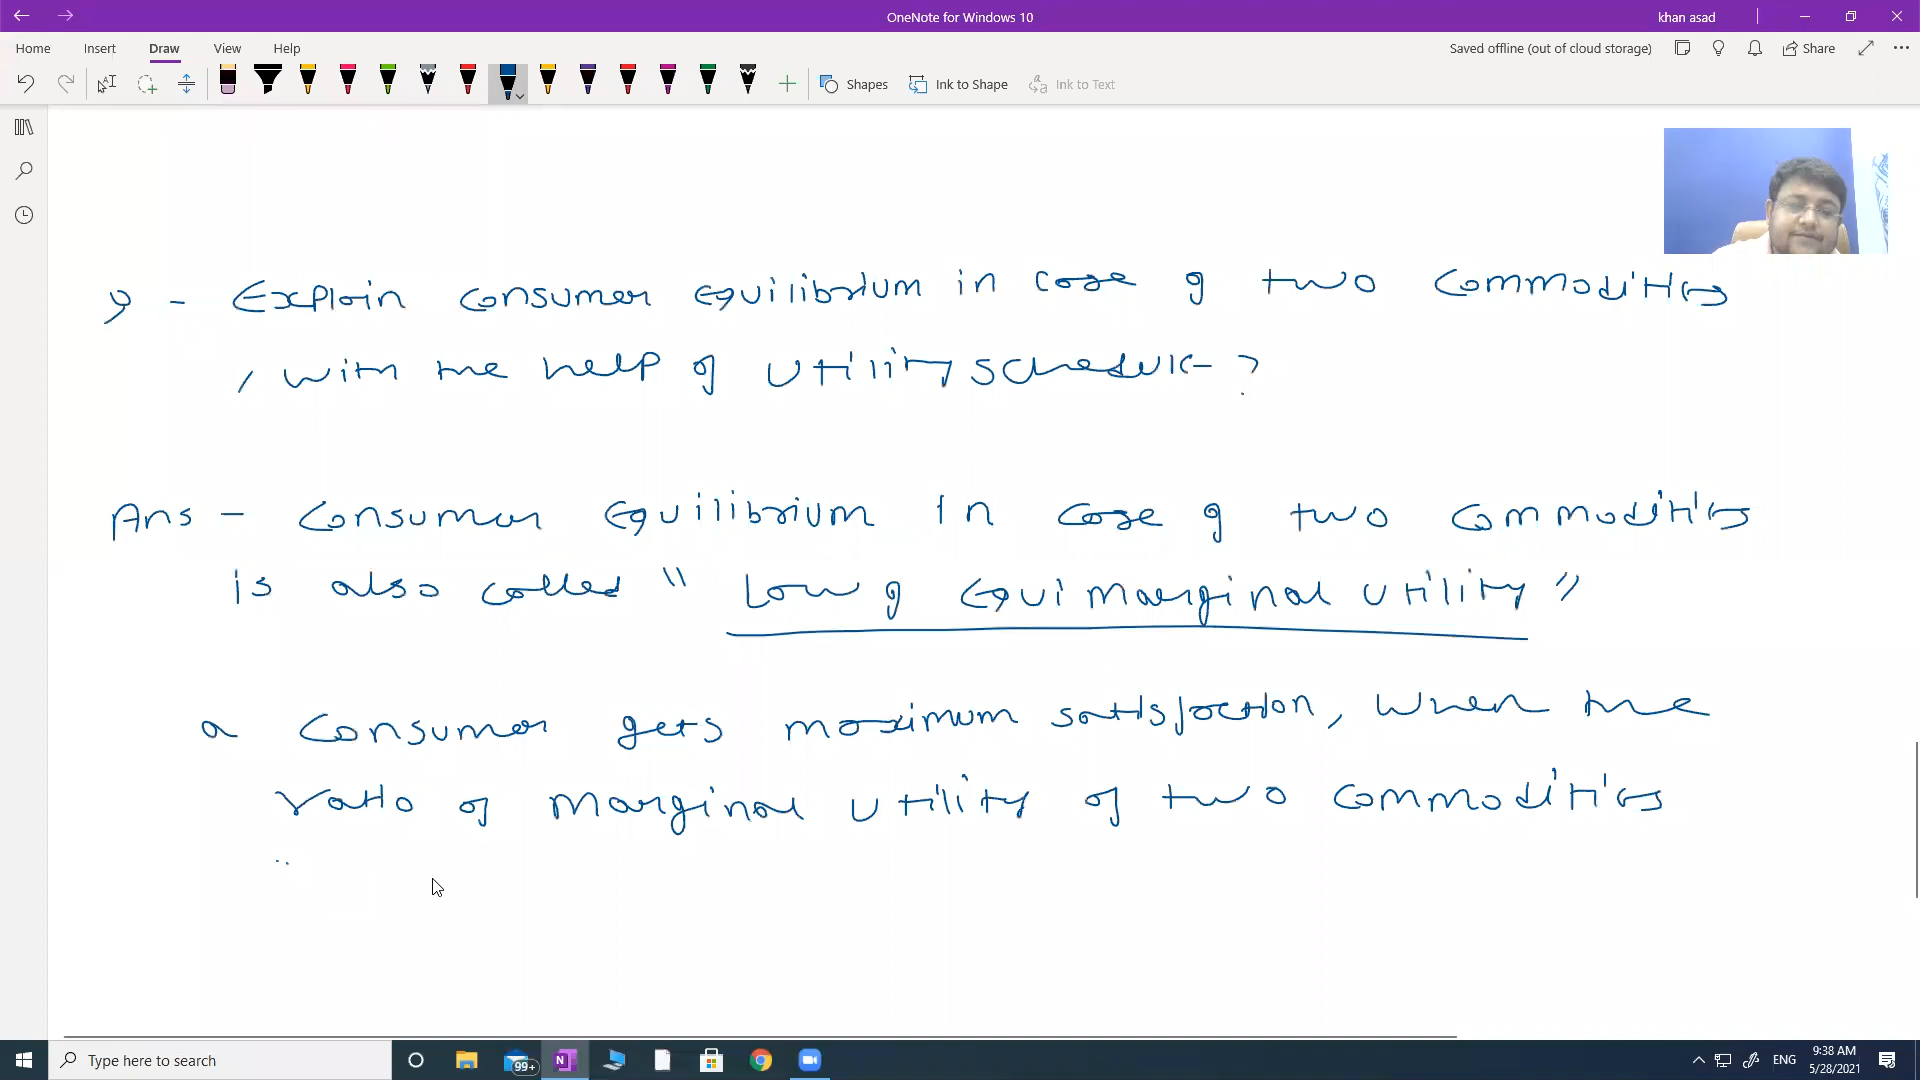 OneNote for Windows 10
khan asad
Home Insert Draw View Help
Saved offline (out of cloud storage)
Share
Shapes
Ink to Shape
Ink to Text
Q - Explain consumer equilibrium in case of two commodities
, with the help of utility schedule ?
Ans - Consumer equilibrium in case of two commodities
is also called " Law of equi marginal utility "
a consumer gets maximum satisfaction, when the
ratio of marginal utility of two commodities
Type here to search
99+
ENG
9:38 AM
5/28/2021